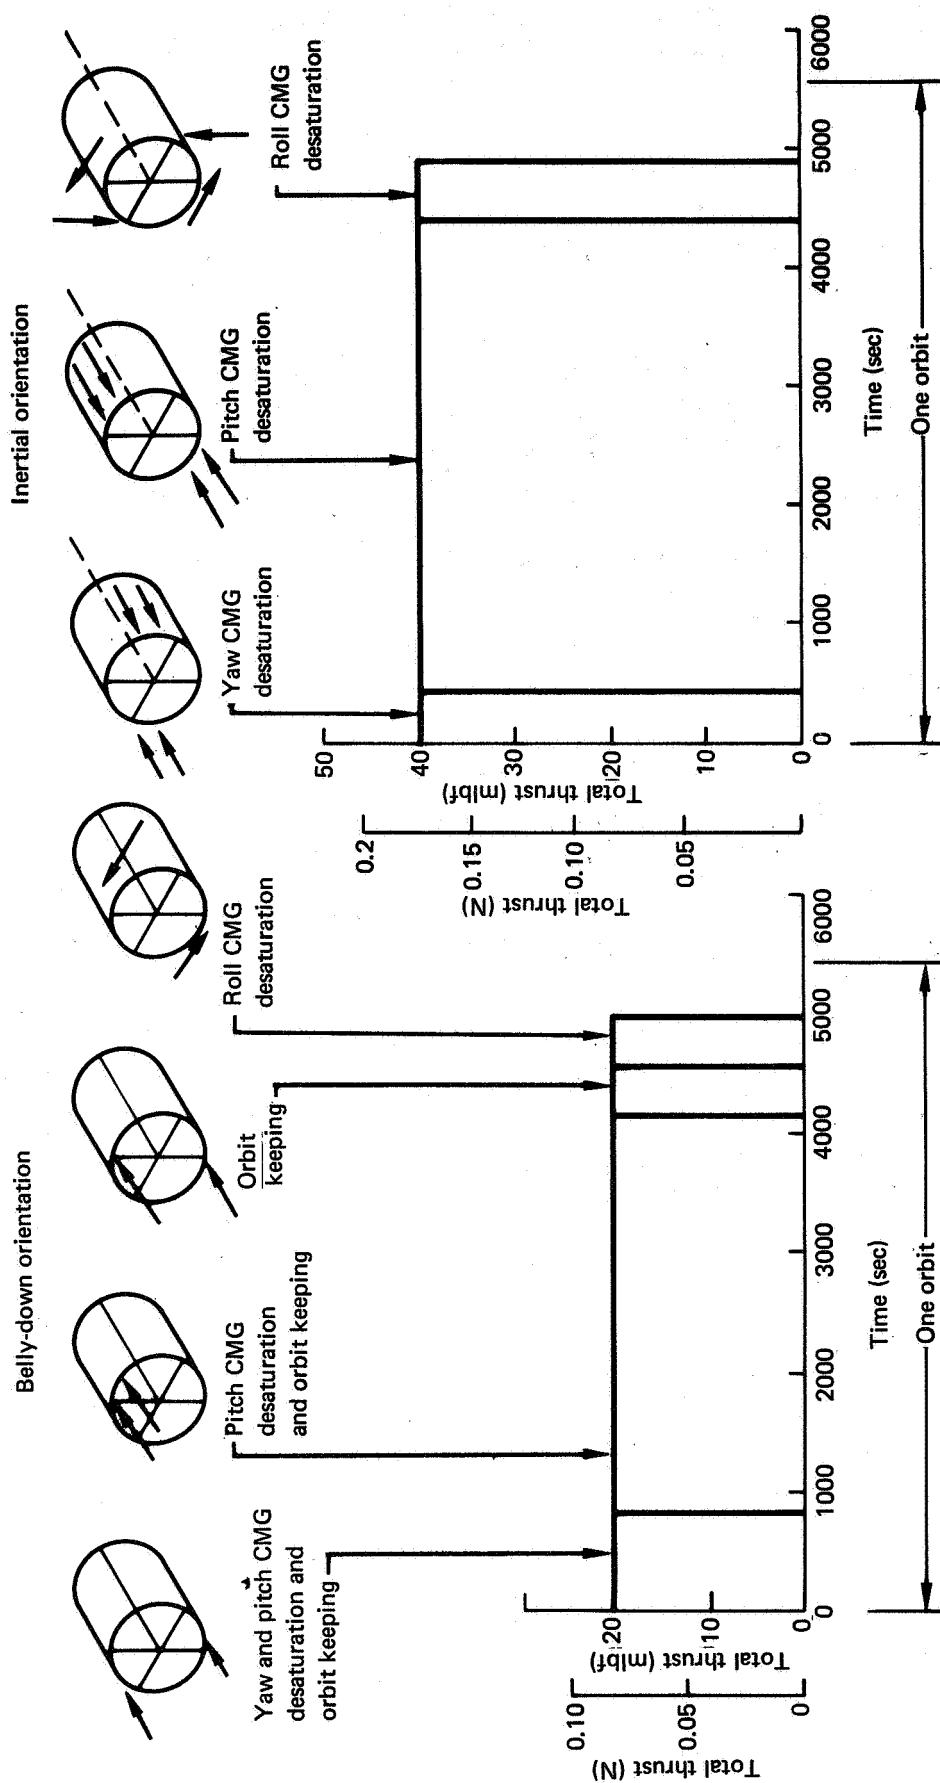 Belly-down orientation
Yaw and pitch CMG
desaturation and
orbit keeping
Pitch CMG
desaturation
and orbit keeping
Orbit
keeping
Roll CMG
desaturation
Total thrust (N)
0.10
0.05
0
Total thrust (mlbf)
20
10
0
0
1000
2000
3000
4000
5000
6000
Time (sec)
One orbit
Inertial orientation
Yaw CMG
desaturation
Pitch CMG
desaturation
Roll CMG
desaturation
Total thrust (N)
0.2
0.15
0.10
0.05
Total thrust (mlbf)
50
40
30
20
10
0
0
1000
2000
3000
4000
5000
6000
Time (sec)
One orbit